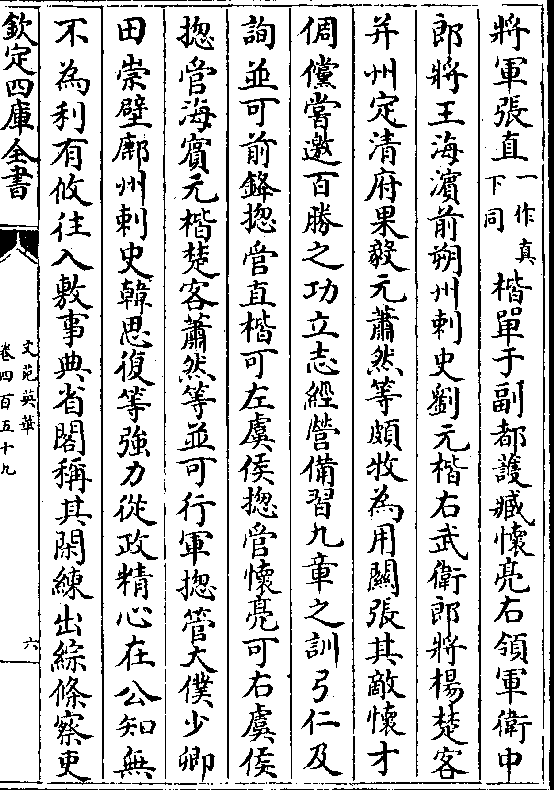 將軍張直一作真下同楷單于副都護臧懷亮右領軍衛中
郎將王海濱前朔州刺史劉元楷右武衛郎將楊楚客
并州定清府果毅元蕭然等頗牧為用關張其敵懷才
倜儻嘗邀百勝之功立志經營備習九章之訓弓仁及
詢並可前鋒揔管直楷可左虞侯揔管懷亮可右虞侯
揔管海賓元楷楚客蕭然等並可行軍揔管大僕少卿
田崇壁鄜州刺史韓思復等強力從政精心在公知無
不為利有攸往入敷事典省閣稱其閑練出綜條察吏
欽定四庫全書
文苑英華
卷四百五十九
六